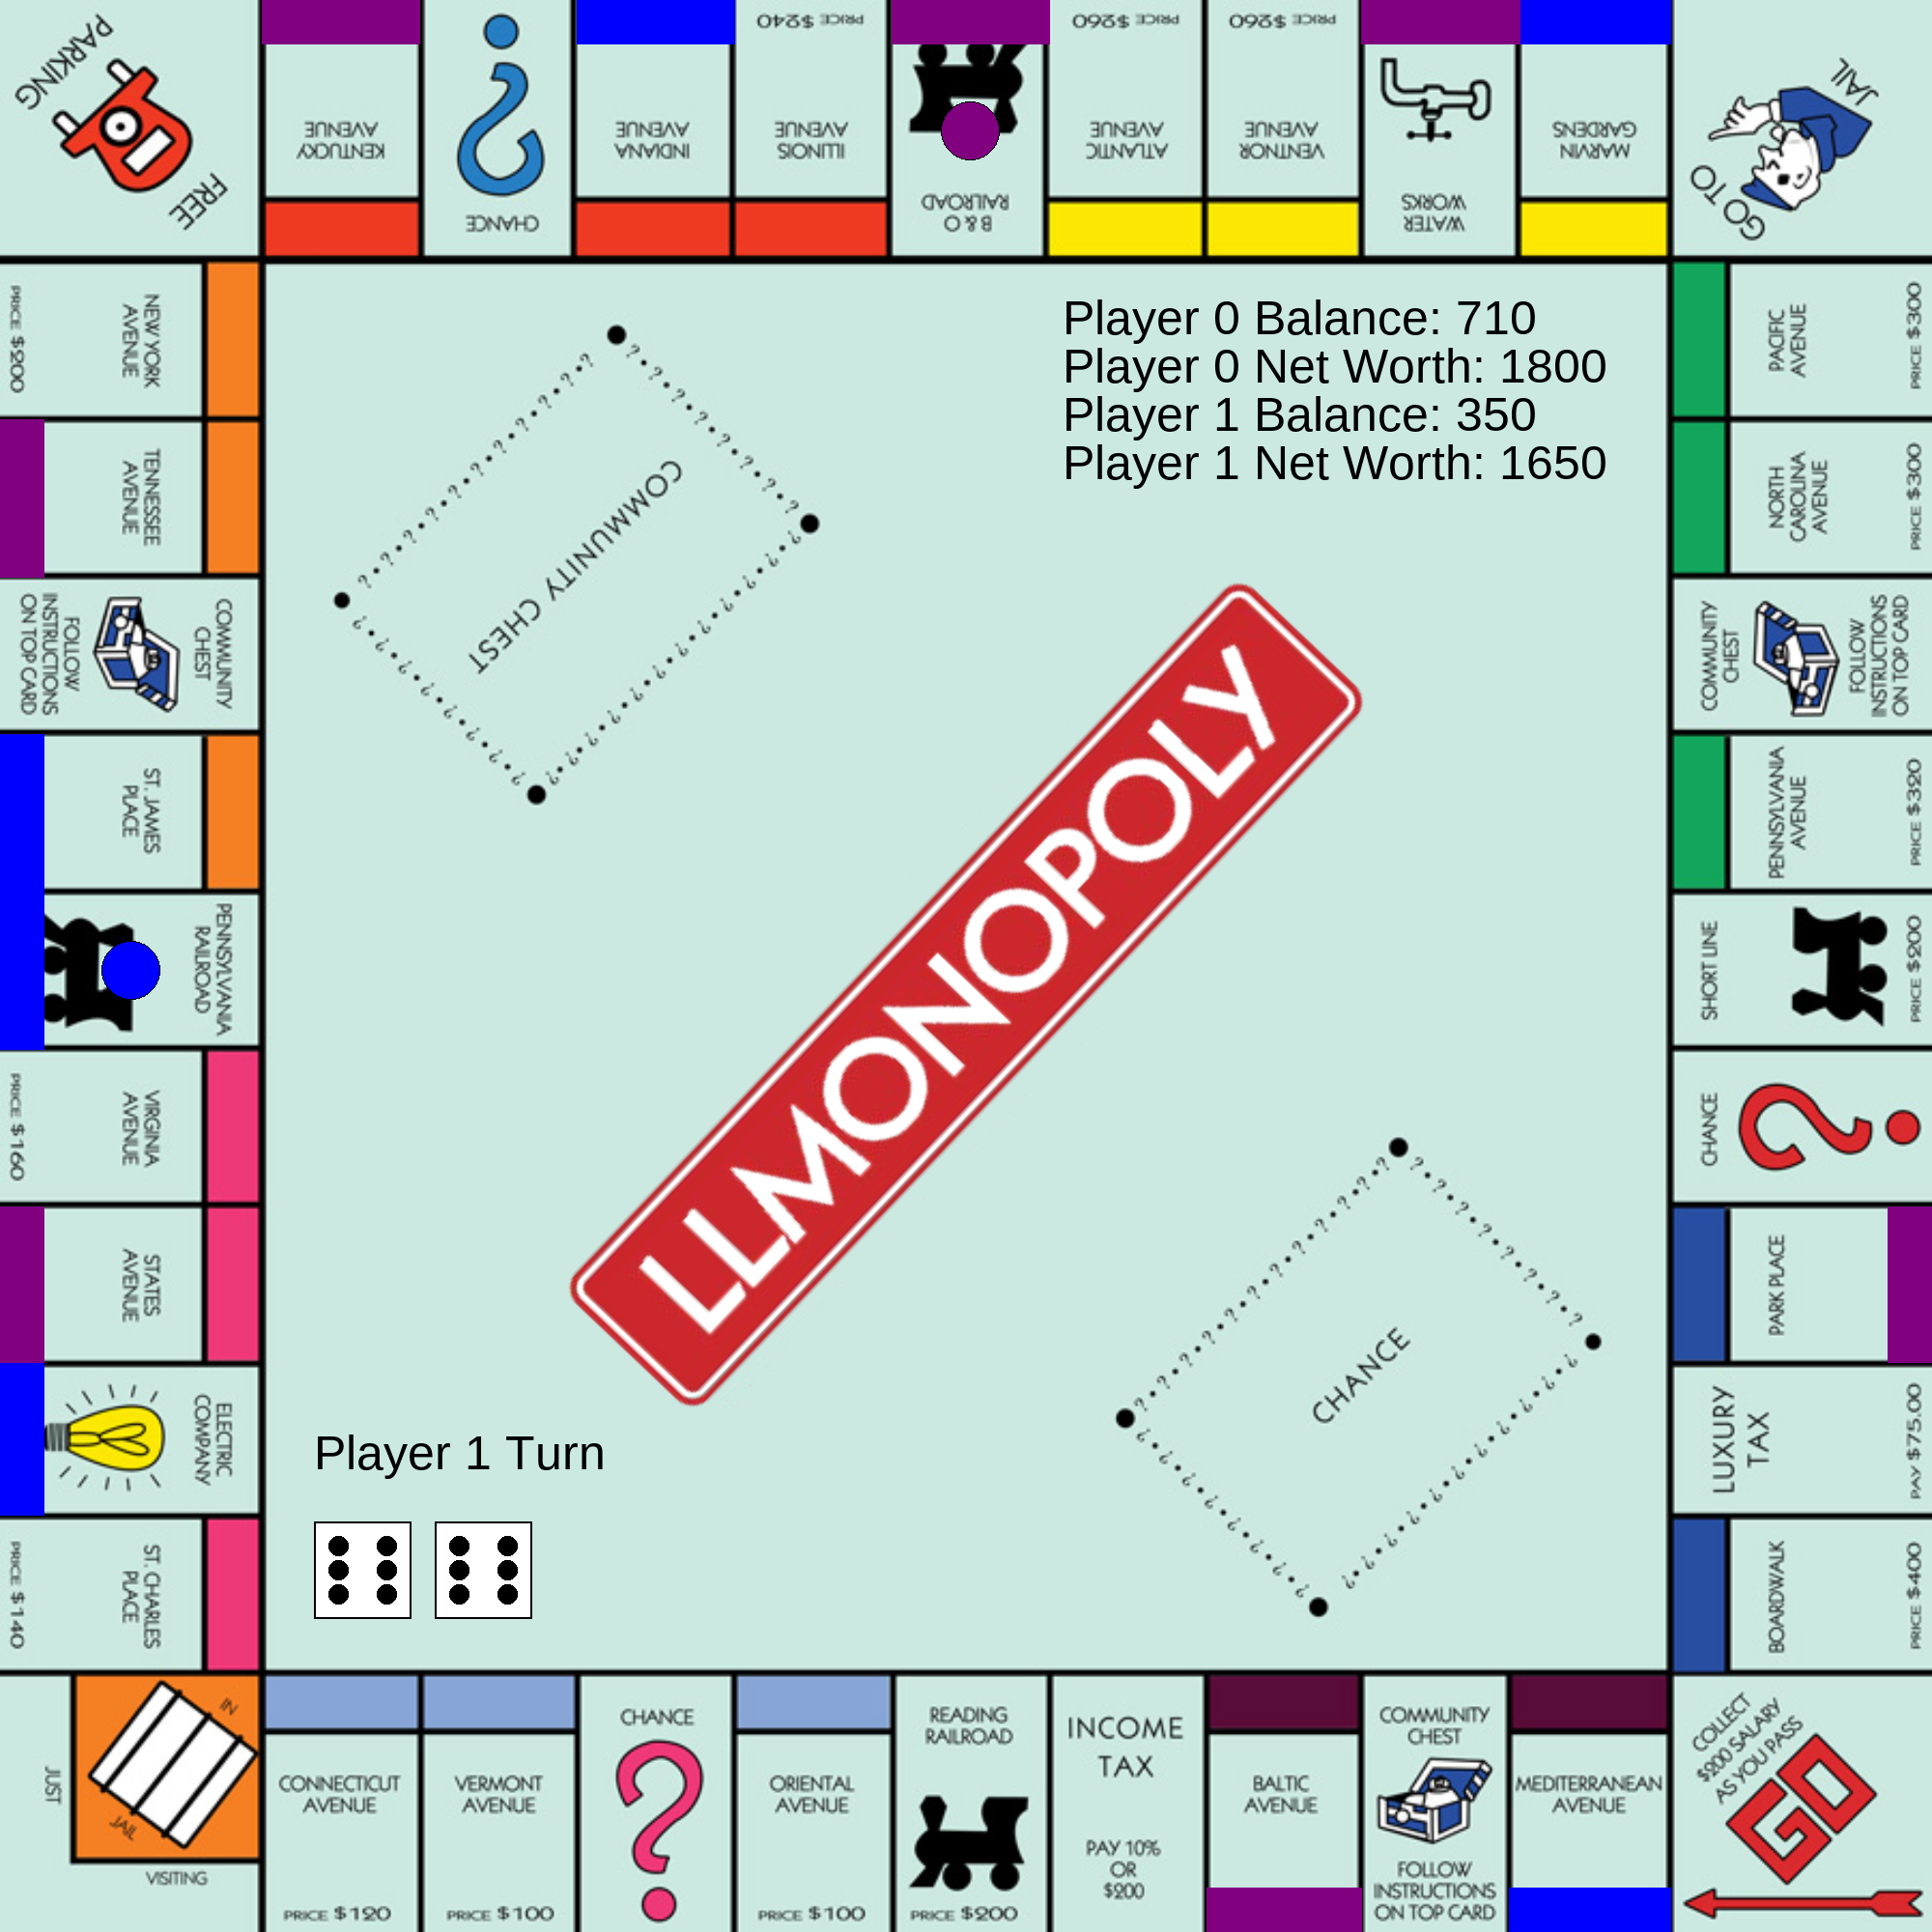 FREE
PARKING
KENTUCKY
AVENUE
CHANCE
INDIANA
AVENUE
ILLINOIS
AVENUE
PRICE $240
B & O
RAILROAD
ATLANTIC
AVENUE
PRICE $260
VENTNOR
AVENUE
PRICE $260
WATER
WORKS
MARVIN
GARDENS
GO TO
JAIL
NEW YORK
AVENUE
PRICE $200
TENNESSEE
AVENUE
COMMUNITY
CHEST
FOLLOW
INSTRUCTIONS
ON TOP CARD
ST. JAMES
PLACE
PENNSYLVANIA
RAILROAD
VIRGINIA
AVENUE
PRICE $160
STATES
AVENUE
ELECTRIC
COMPANY
ST. CHARLES
PLACE
PRICE $140
Player 0 Balance: 710
Player 0 Net Worth: 1800
Player 1 Balance: 350
Player 1 Net Worth: 1650
COMMUNITY CHEST
LLMONOPOLY
CHANCE
Player 1 Turn
PACIFIC
AVENUE
PRICE $300
NORTH
CAROLINA
AVENUE
PRICE $300
COMMUNITY
CHEST
FOLLOW
INSTRUCTIONS
ON TOP CARD
PENNSYLVANIA
AVENUE
PRICE $320
SHORT LINE
PRICE $200
CHANCE
PARK PLACE
LUXURY
TAX
PAY $75.00
BOARDWALK
PRICE $400
IN
JAIL
JUST
VISITING
CONNECTICUT
AVENUE
PRICE $120
VERMONT
AVENUE
PRICE $100
CHANCE
ORIENTAL
AVENUE
PRICE $100
READING
RAILROAD
PRICE $200
INCOME
TAX
PAY 10%
OR
$200
BALTIC
AVENUE
COMMUNITY
CHEST
FOLLOW
INSTRUCTIONS
ON TOP CARD
MEDITERRANEAN
AVENUE
COLLECT
$200 SALARY
AS YOU PASS
GO